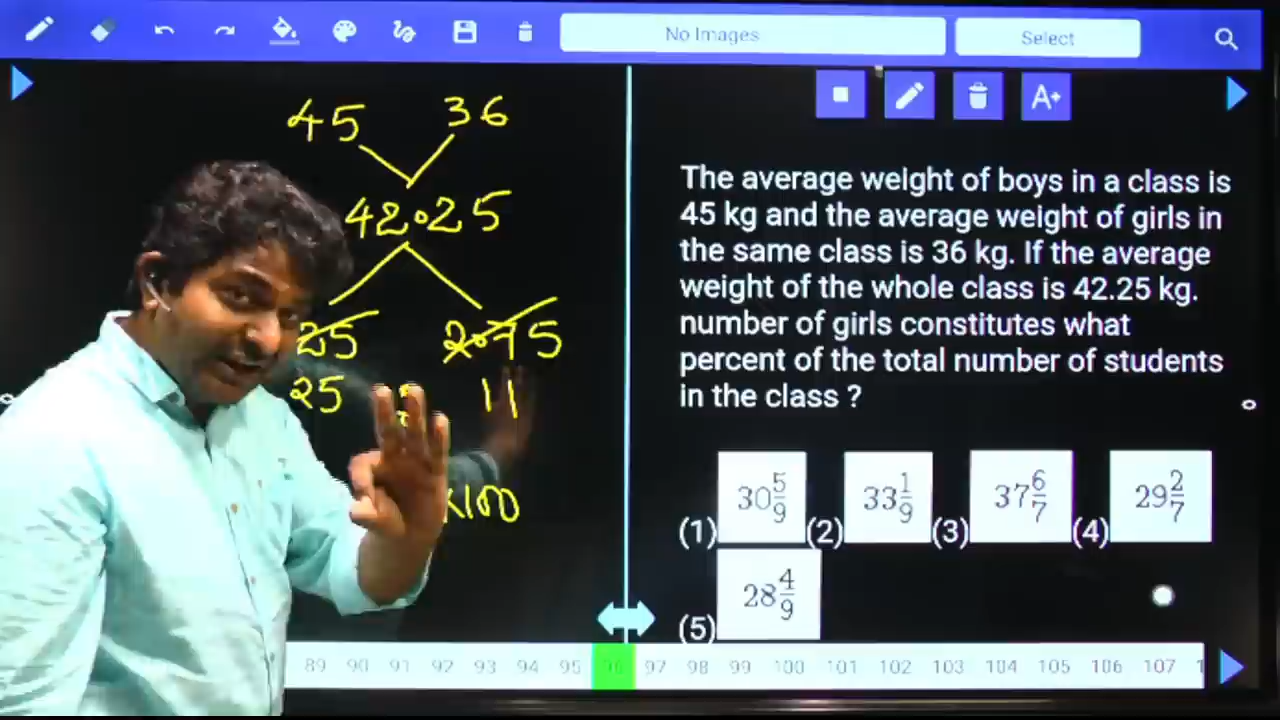 No Images
Select
A+
45 36
42.25
25 2.75
25 : 11
x100
The average weight of boys in a class is
45 kg and the average weight of girls in
the same class is 36 kg. If the average
weight of the whole class is 42.25 kg.
number of girls constitutes what
percent of the total number of students
in the class ?
(1) 30 5/9 (2) 33 1/9 (3) 37 6/7 (4) 29 2/7
(5) 28 4/9
89 90 91 92 93 94 95 96 97 98 99 100 101 102 103 104 105 106 107